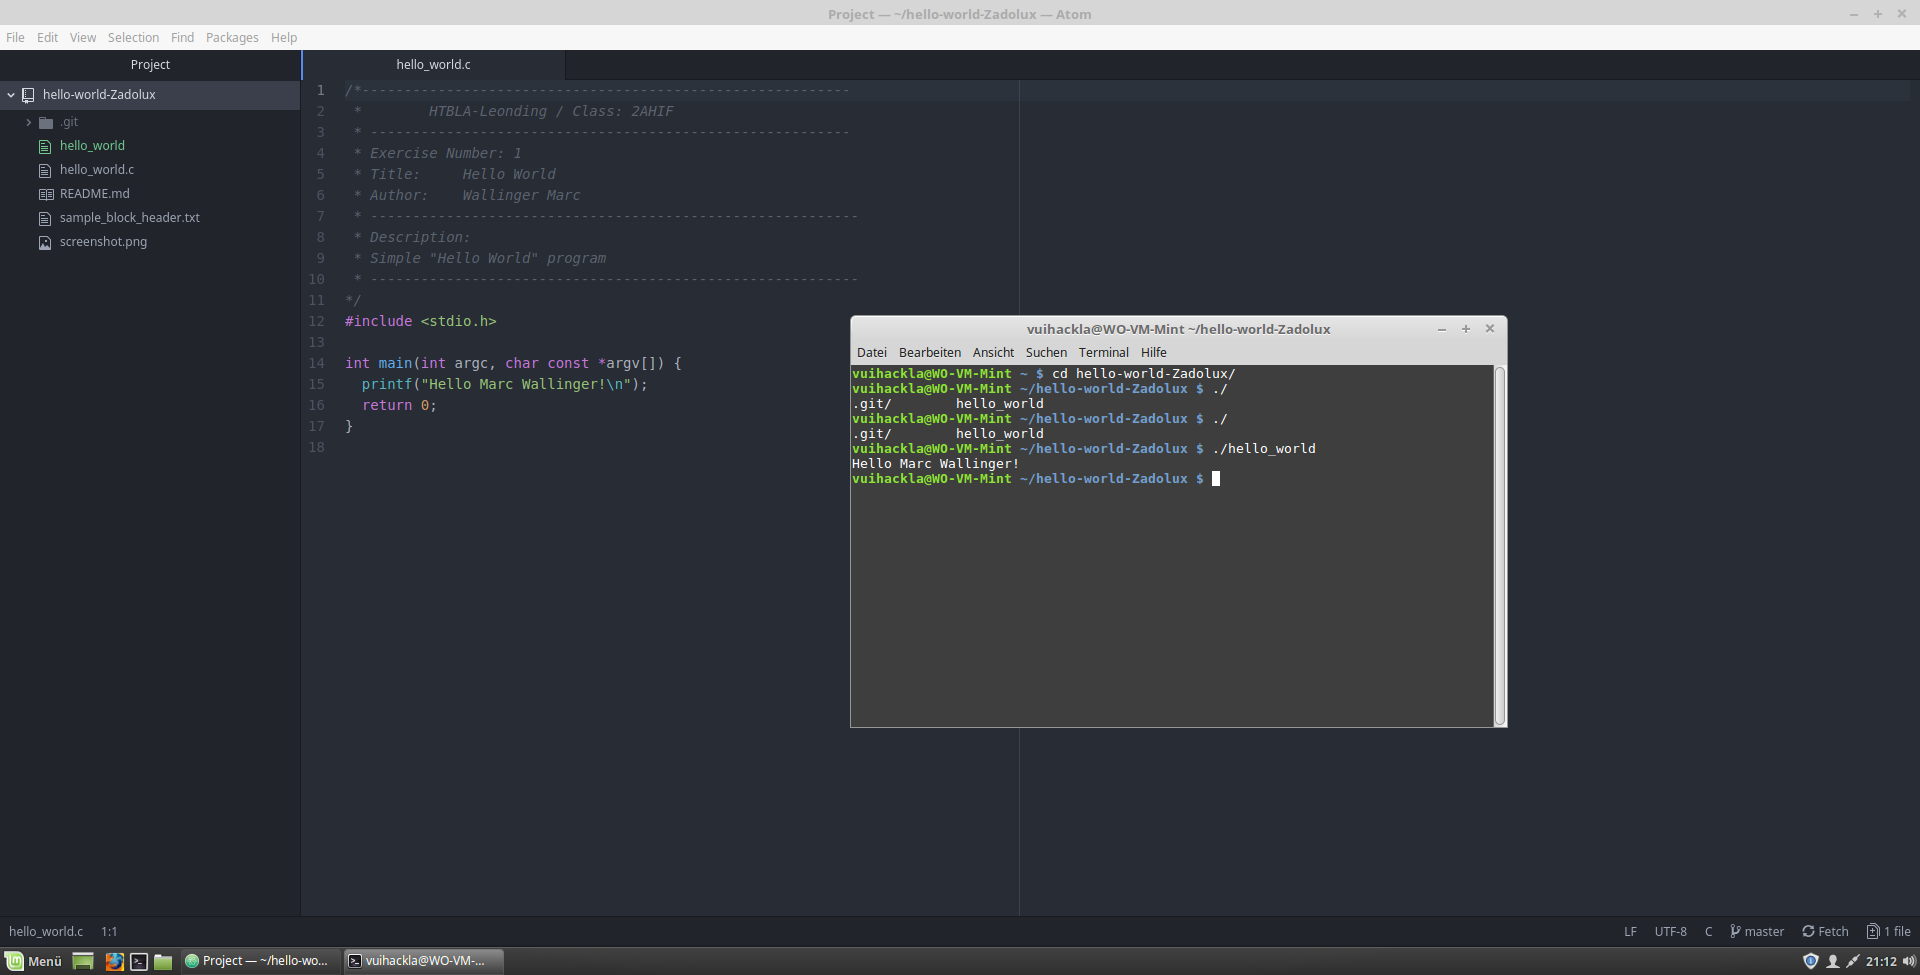 Project — ~/hello-world-Zadolux — Atom
File Edit View Selection Find Packages Help
Project
hello-world-Zadolux
.git
hello_world
hello_world.c
README.md
sample_block_header.txt
screenshot.png
hello_world.c
1 /*----------------------------------------------------------
2 *        HTBLA-Leonding / Class: 2AHIF
3 * ---------------------------------------------------------
4 * Exercise Number: 1
5 * Title:     Hello World
6 * Author:    Wallinger Marc
7 * ----------------------------------------------------------
8 * Description:
9 * Simple "Hello World" program
10 * ----------------------------------------------------------
11 */
12 #include <stdio.h>
13
14 int main(int argc, char const *argv[]) {
15   printf("Hello Marc Wallinger!\n");
16   return 0;
17 }
18
vuihackla@WO-VM-Mint ~/hello-world-Zadolux
Datei Bearbeiten Ansicht Suchen Terminal Hilfe
vuihackla@WO-VM-Mint ~ $ cd hello-world-Zadolux/
vuihackla@WO-VM-Mint ~/hello-world-Zadolux $ ./
.git/        hello_world
vuihackla@WO-VM-Mint ~/hello-world-Zadolux $ ./
.git/        hello_world
vuihackla@WO-VM-Mint ~/hello-world-Zadolux $ ./hello_world
Hello Marc Wallinger!
vuihackla@WO-VM-Mint ~/hello-world-Zadolux $
hello_world.c 1:1 LF UTF-8 C master Fetch 1 file
Menü Project — ~/hello-wo... vuihackla@WO-VM-... 21:12